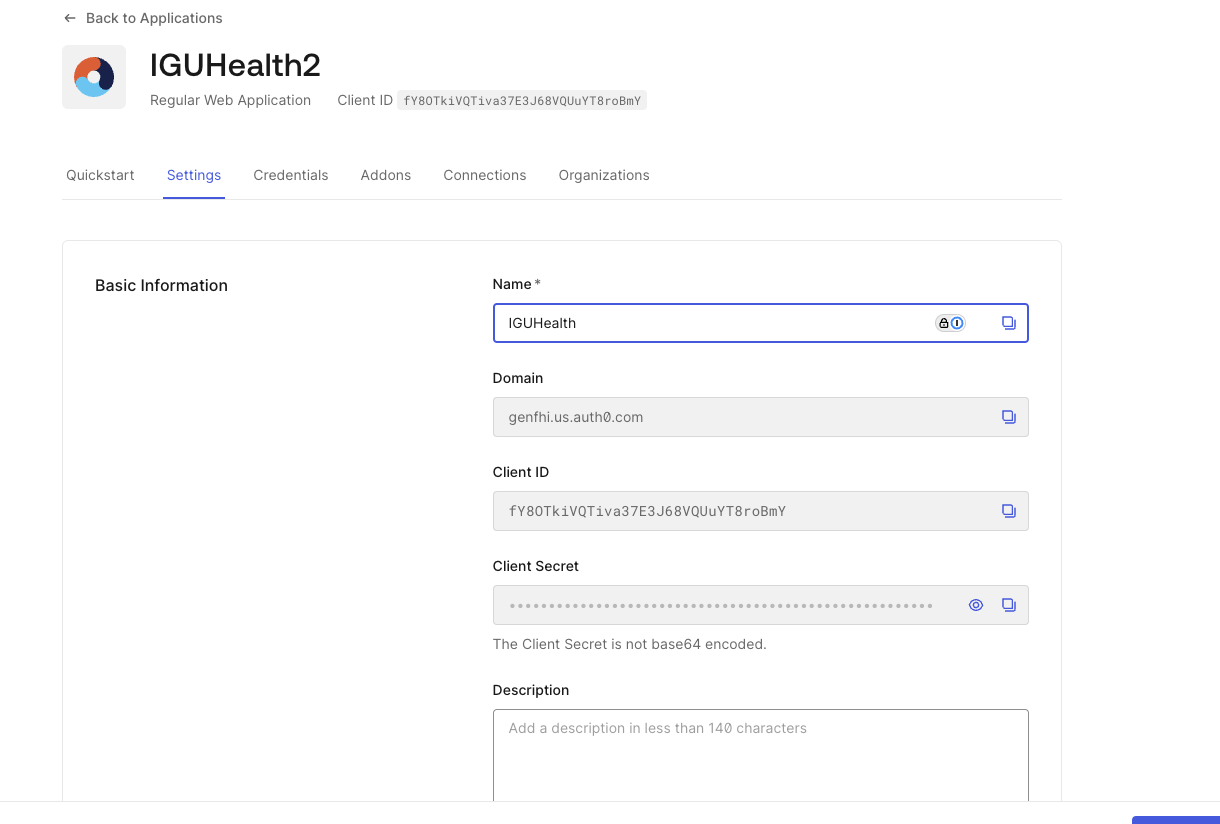 ← Back to Applications
IGUHealth2
Regular Web Application Client ID fY8OTkiVQTiva37E3J68VQUuYT8roBmY
Quickstart Settings Credentials Addons Connections Organizations
Basic Information
Name *
IGUHealth
Domain
genfhi.us.auth0.com
Client ID
fY8OTkiVQTiva37E3J68VQUuYT8roBmY
Client Secret
••••••••••••••••••••••••••••••••••••••••••••••••••••••
The Client Secret is not base64 encoded.
Description
Add a description in less than 140 characters